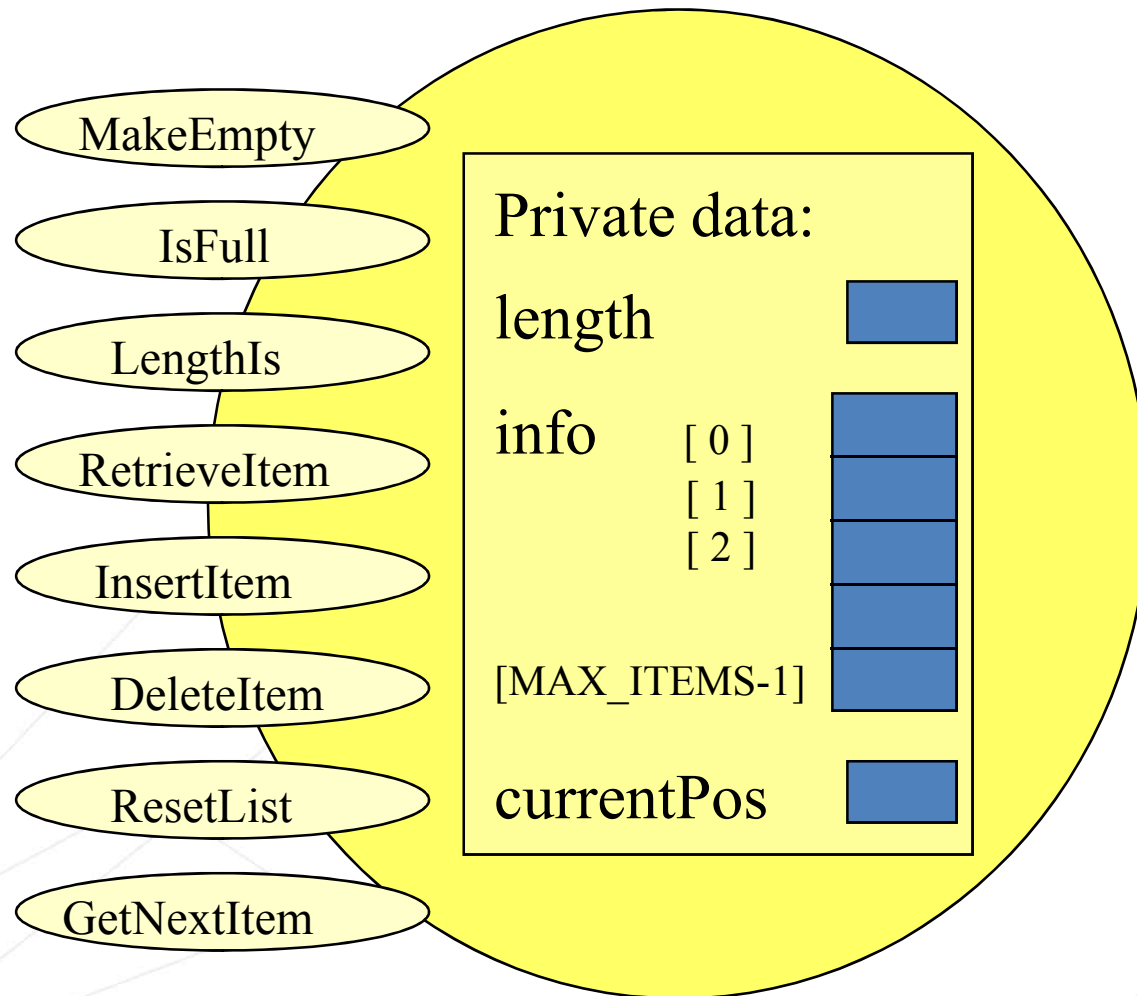 MakeEmpty
IsFull
LengthIs
RetrieveItem
InsertItem
DeleteItem
ResetList
GetNextItem
Private data:
length
info [ 0 ]
[ 1 ]
[ 2 ]
[MAX_ITEMS-1]
currentPos